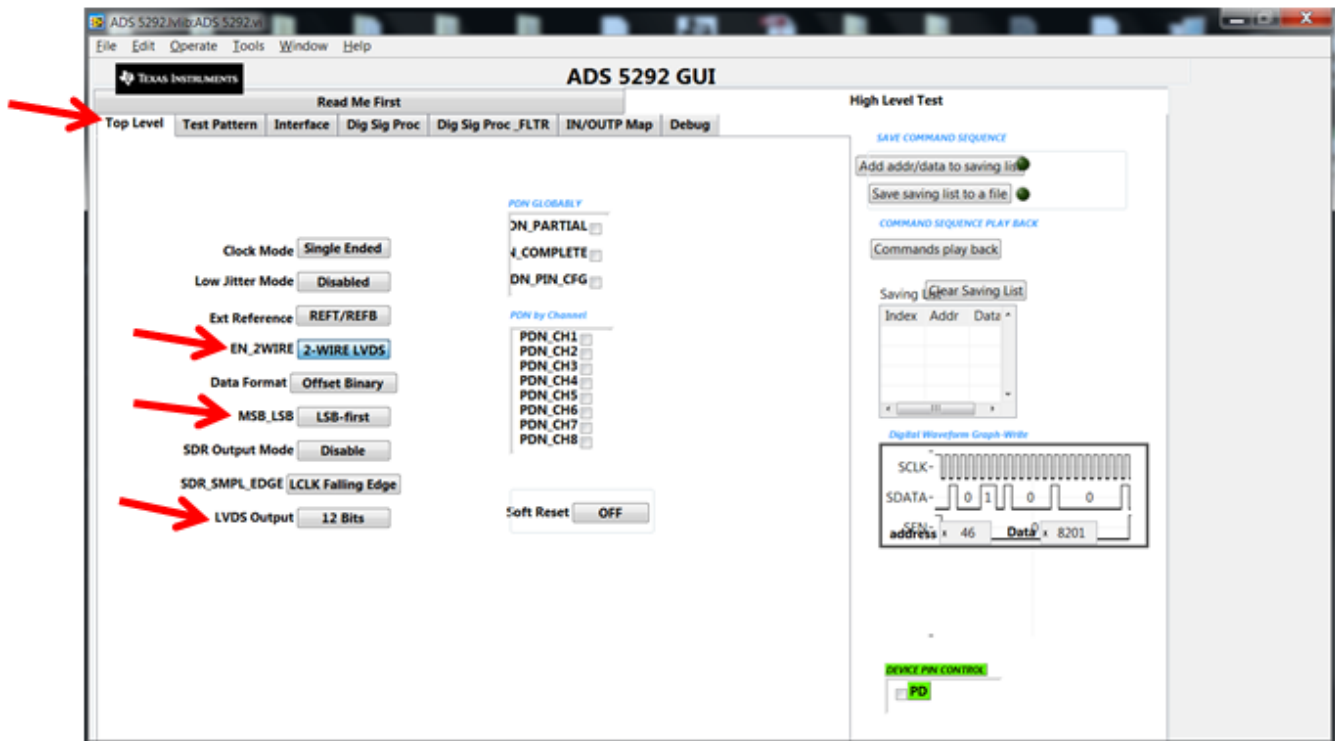 ADS 5292.lvlib:ADS 5292.vi
File Edit Operate Tools Window Help
TEXAS INSTRUMENTS
ADS 5292 GUI
Read Me First
High Level Test
Top Level Test Pattern Interface Dig Sig Proc Dig Sig Proc _FLTR IN/OUTP Map Debug
SAVE COMMAND SEQUENCE
Add addr/data to saving lis
Save saving list to a file
COMMAND SEQUENCE PLAY BACK
Commands play back
Saving L Clear Saving List
Index Addr Data
Digital Waveform Graph-Write
SCLK-
SDATA- 0 1 0 0
SEN- 0
address x 46 Data x 8201
DEVICE PIN CONTROL
PD
PDN GLOBABLY
DN_PARTIAL
N_COMPLETE
DN_PIN_CFG
PDN by Channel
PDN_CH1
PDN_CH2
PDN_CH3
PDN_CH4
PDN_CH5
PDN_CH6
PDN_CH7
PDN_CH8
Soft Reset OFF
Clock Mode Single Ended
Low Jitter Mode Disabled
Ext Reference REFT/REFB
EN_2WIRE 2-WIRE LVDS
Data Format Offset Binary
MSB_LSB LSB-first
SDR Output Mode Disable
SDR_SMPL_EDGE LCLK Falling Edge
LVDS Output 12 Bits